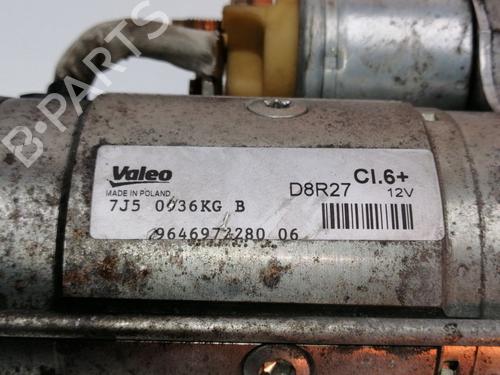 B-PARTS
Valeo
MADE IN POLAND
D8R27
Cl.6+
12V
7J5 0036KG B
9646972280 06